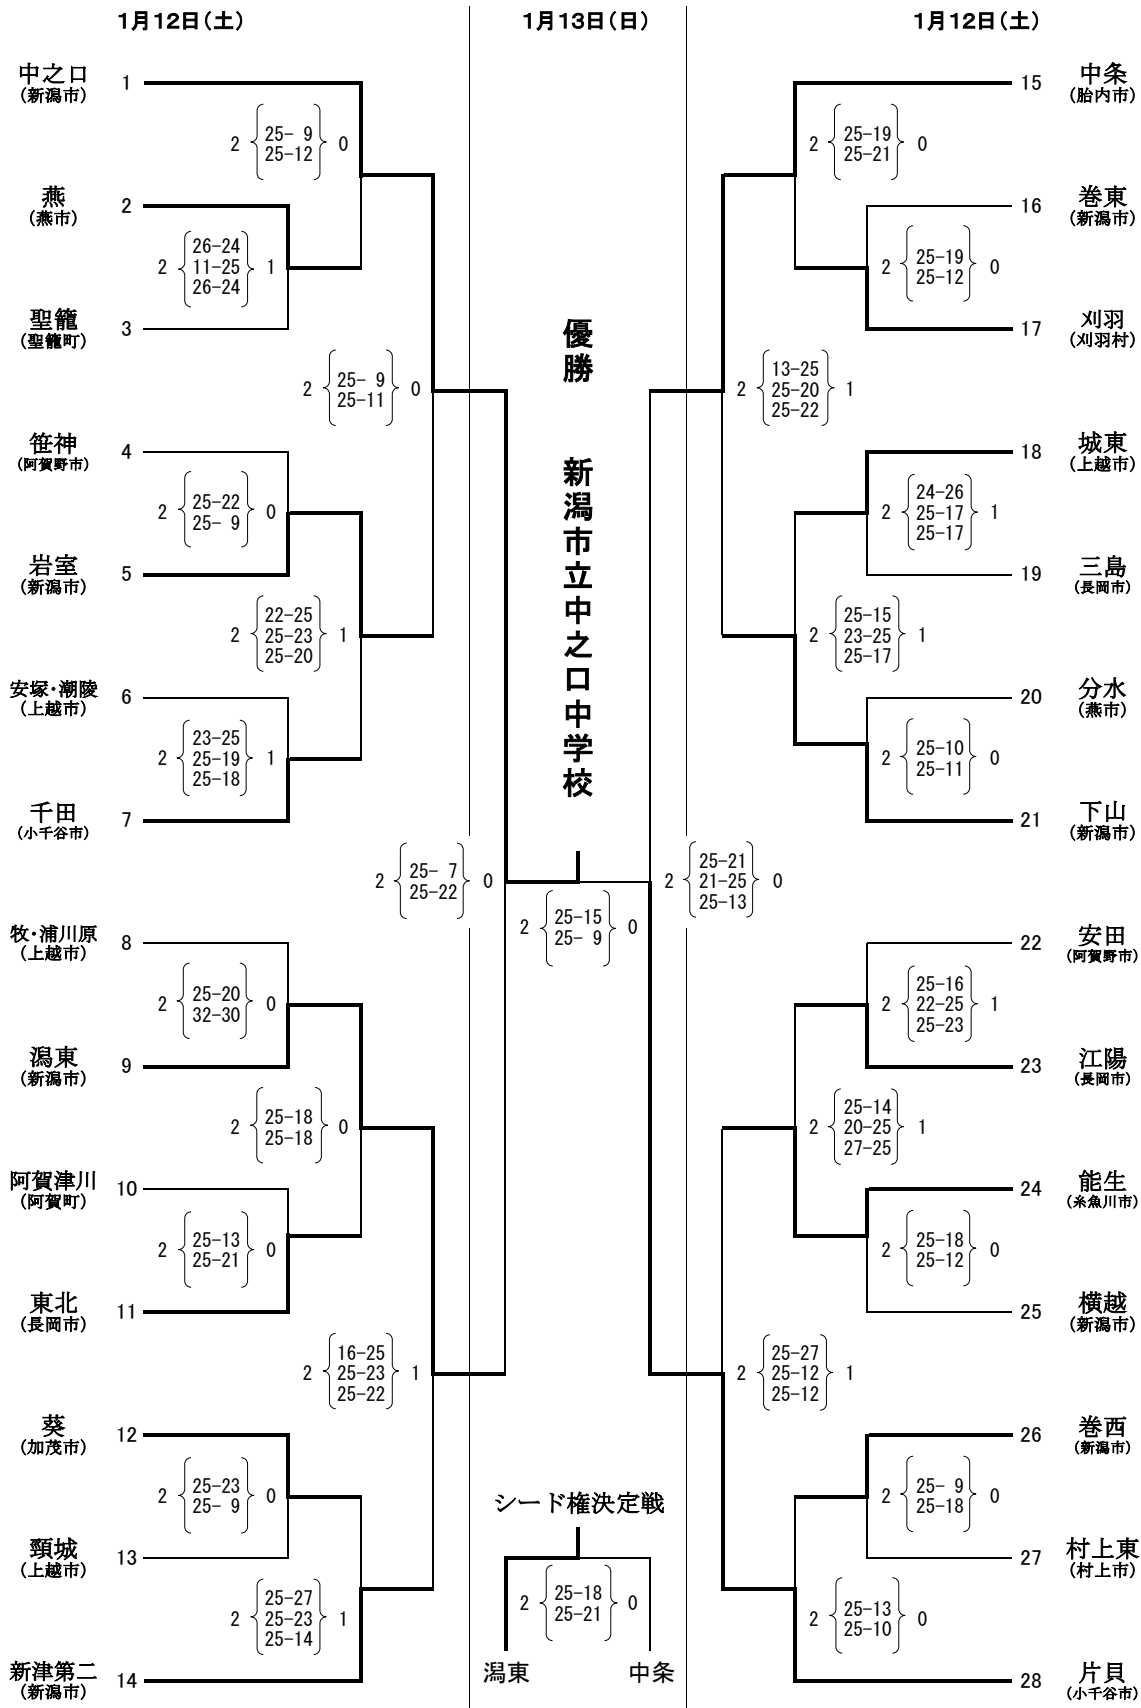 1月12日(土)
1月13日(日)
1月12日(土)
中之口
(新潟市)
1
2 25- 9 0
25-12
燕
(燕市)
2
26-24
2 11-25 1
26-24
聖籠
(聖籠町)
3
2 25- 9 0
25-11
笹神
(阿賀野市)
4
2 25-22 0
25- 9
岩室
(新潟市)
5
22-25
2 25-23 1
25-20
安塚・潮陵
(上越市)
6
23-25
2 25-19 1
25-18
千田
(小千谷市)
7
2 25- 7 0
25-22
牧・浦川原
(上越市)
8
2 25-20 0
32-30
潟東
(新潟市)
9
2 25-18 0
25-18
阿賀津川
(阿賀町)
10
2 25-13 0
25-21
東北
(長岡市)
11
16-25
2 25-23 1
25-22
葵
(加茂市)
12
2 25-23 0
25- 9
頸城
(上越市)
13
25-27
2 25-23 1
25-14
新津第二
(新潟市)
14
優勝 新潟市立中之口中学校
2 25-15 0
25- 9
シード権決定戦
2 25-18 0
25-21
潟東
中条
15
中条
(胎内市)
2 25-19 0
25-21
16
巻東
(新潟市)
2 25-19 0
25-12
17
刈羽
(刈羽村)
13-25
2 25-20 1
25-22
18
城東
(上越市)
24-26
2 25-17 1
25-17
19
三島
(長岡市)
25-15
2 23-25 1
25-17
20
分水
(燕市)
2 25-10 0
25-11
21
下山
(新潟市)
25-21
2 21-25 0
25-13
22
安田
(阿賀野市)
25-16
2 22-25 1
25-23
23
江陽
(長岡市)
25-14
2 20-25 1
27-25
24
能生
(糸魚川市)
2 25-18 0
25-12
25
横越
(新潟市)
25-27
2 25-12 1
25-12
26
巻西
(新潟市)
2 25- 9 0
25-18
27
村上東
(村上市)
2 25-13 0
25-10
28
片貝
(小千谷市)